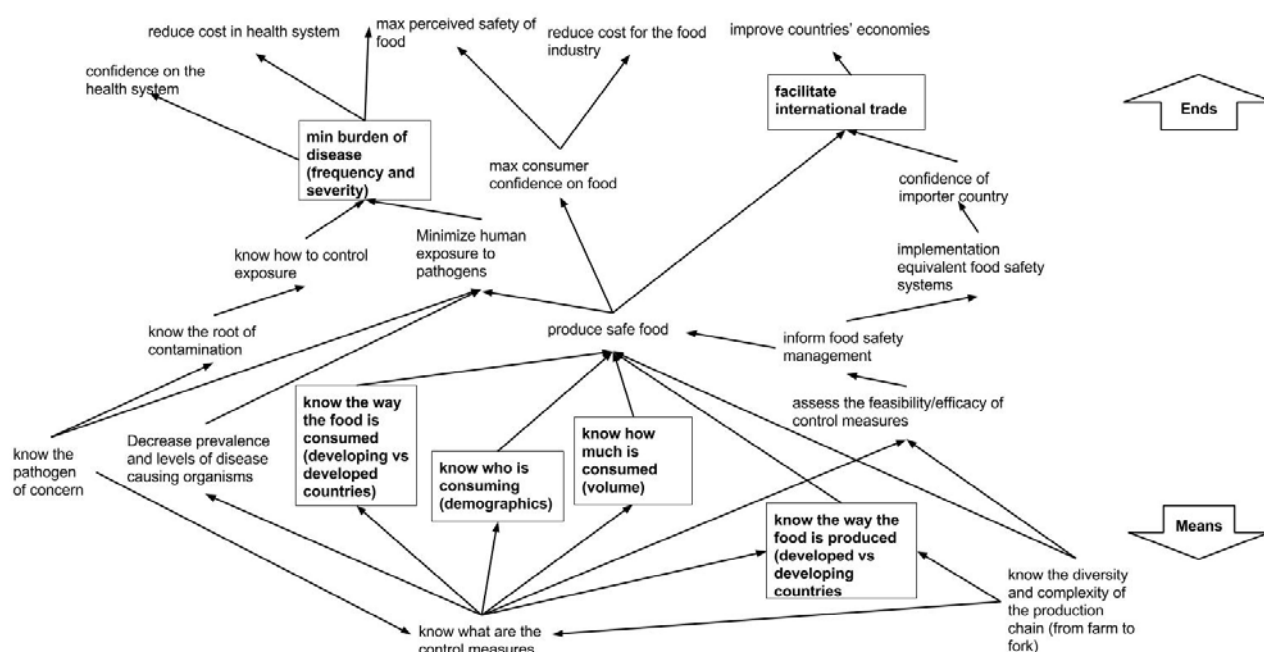 reduce cost in health system
max perceived safety of
food
reduce cost for the food
industry
improve countries' economies
confidence on the
health system
facilitate
international trade
Ends
min burden of
disease
(frequency and
severity)
max consumer
confidence on food
confidence of
importer country
know how to control
exposure
Minimize human
exposure to
pathogens
implementation
equivalent food safety
systems
know the root of
contamination
produce safe food
inform food safety
management
know the pathogen
of concern
Decrease prevalence
and levels of disease
causing organisms
know the way
the food is
consumed
(developing vs
developed
countries)
know who is
consuming
(demographics)
know how
much is
consumed
(volume)
assess the feasibility/efficacy of
control measures
know the way the
food is produced
(developed vs
developing
countries
Means
know the diversity
and complexity of
the production
chain (from farm to
fork)
know what are the
control measures